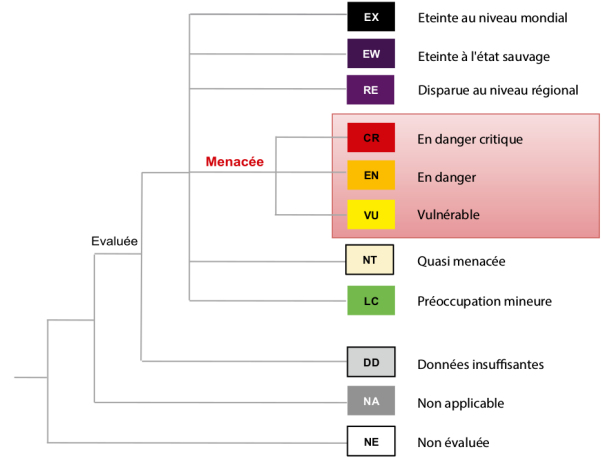 EX Eteinte au niveau mondial
EW Eteinte à l'état sauvage
RE Disparue au niveau régional
CR En danger critique
Menacée
EN En danger
VU Vulnérable
Evaluée
NT Quasi menacée
LC Préoccupation mineure
DD Données insuffisantes
NA Non applicable
NE Non évaluée